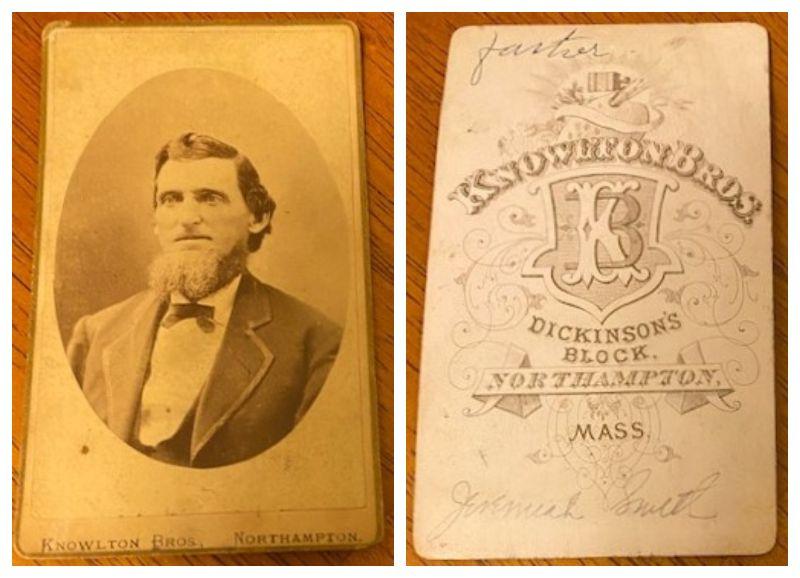 KNOWLTON BROS., NORTHAMPTON.
father
KNOWLTON BROS.
KB
DICKINSON'S
BLOCK,
NORTHAMPTON,
MASS.
Jeremiah Smith